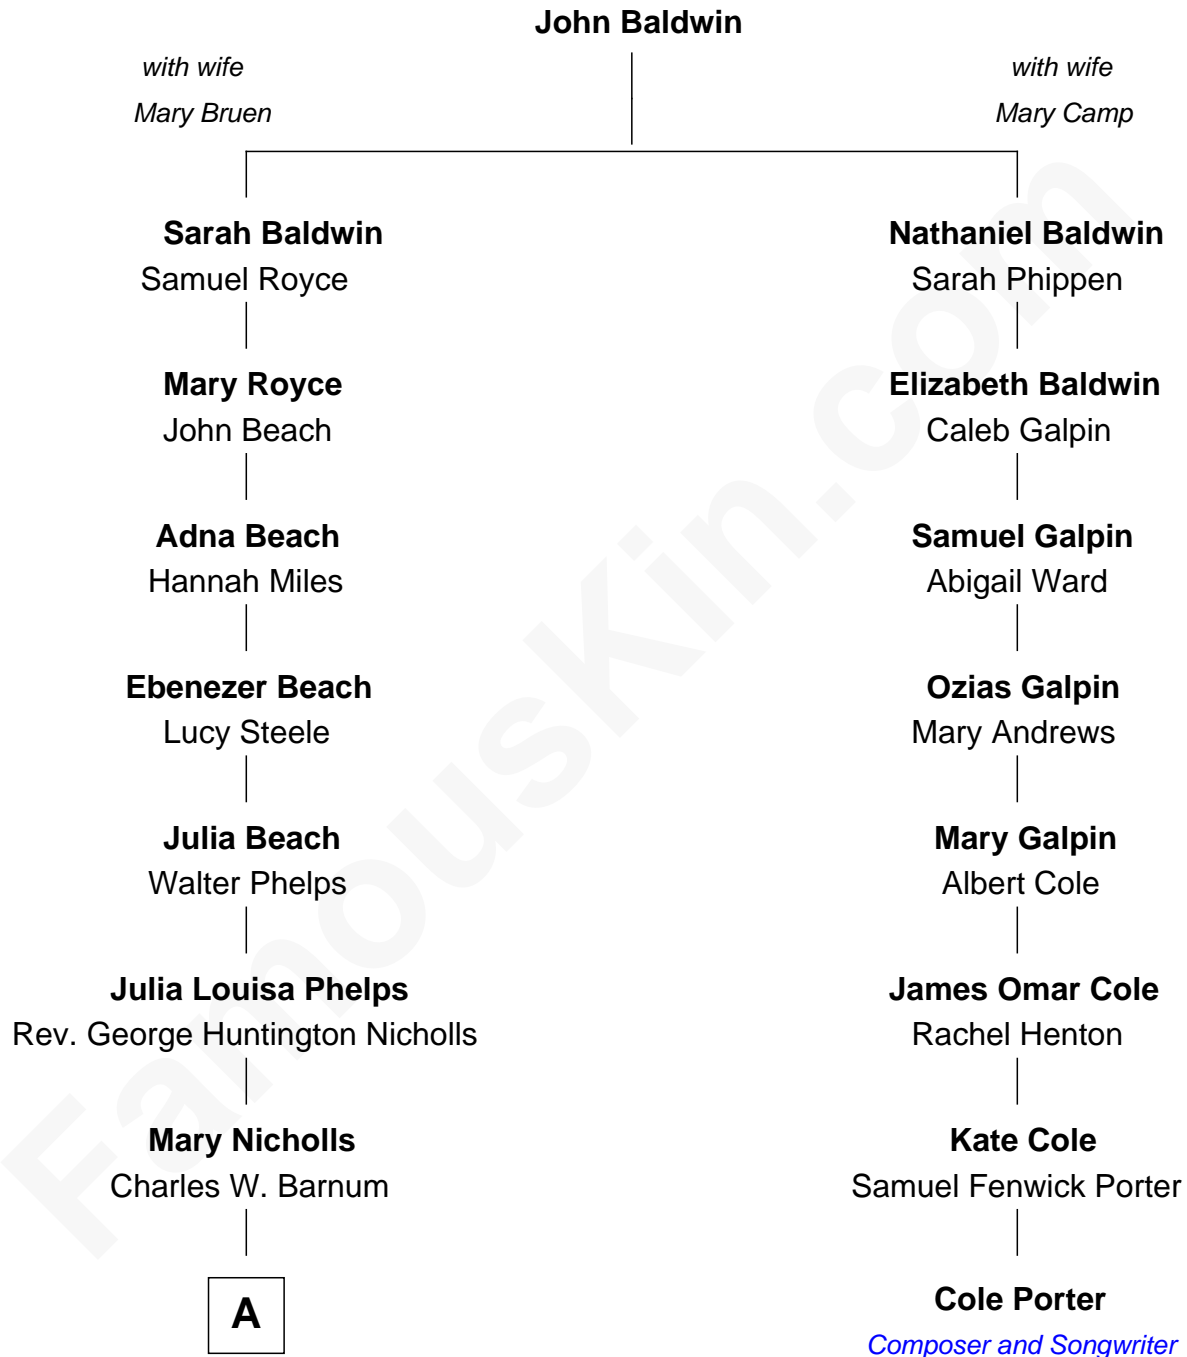 John Baldwin
with wife
Mary Bruen
with wife
Mary Camp
Sarah Baldwin
Samuel Royce
Nathaniel Baldwin
Sarah Phippen
Mary Royce
John Beach
Elizabeth Baldwin
Caleb Galpin
Adna Beach
Hannah Miles
Samuel Galpin
Abigail Ward
Ebenezer Beach
Lucy Steele
Ozias Galpin
Mary Andrews
Julia Beach
Walter Phelps
Mary Galpin
Albert Cole
Julia Louisa Phelps
Rev. George Huntington Nicholls
James Omar Cole
Rachel Henton
Mary Nicholls
Charles W. Barnum
Kate Cole
Samuel Fenwick Porter
A
Cole Porter
Composer and Songwriter
FamousKin.com